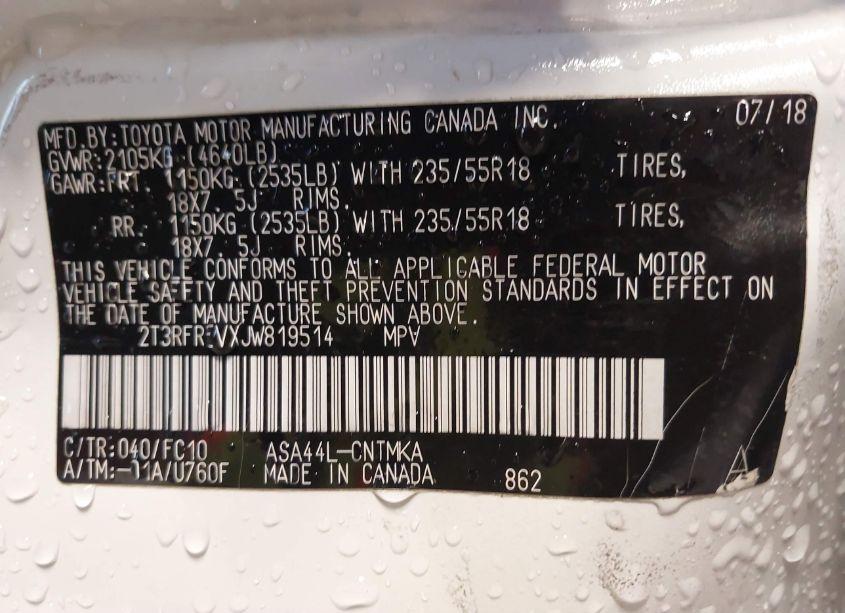 07/18
MFD.BY:TOYOTA MOTOR MANUFACTURING CANADA INC.
GVWR:2105KG (4640LB)
GAWR:FRT. 1150KG (2535LB) WITH 235/55R18 TIRES,
18X7. 5J RIMS.
RR. 1150KG (2535LB) WITH 235/55R18 TIRES,
18X7. 5J RIMS.
THIS VEHICLE CONFORMS TO ALL APPLICABLE FEDERAL MOTOR
VEHICLE SAFETY AND THEFT PREVENTION STANDARDS IN EFFECT ON
THE DATE OF MANUFACTURE SHOWN ABOVE.
2T3RFREVXJW819514 MPV
C/TR:040/FC10 ASA44L-CNTMKA
A/TM:-01A/U760F MADE IN CANADA 862 A